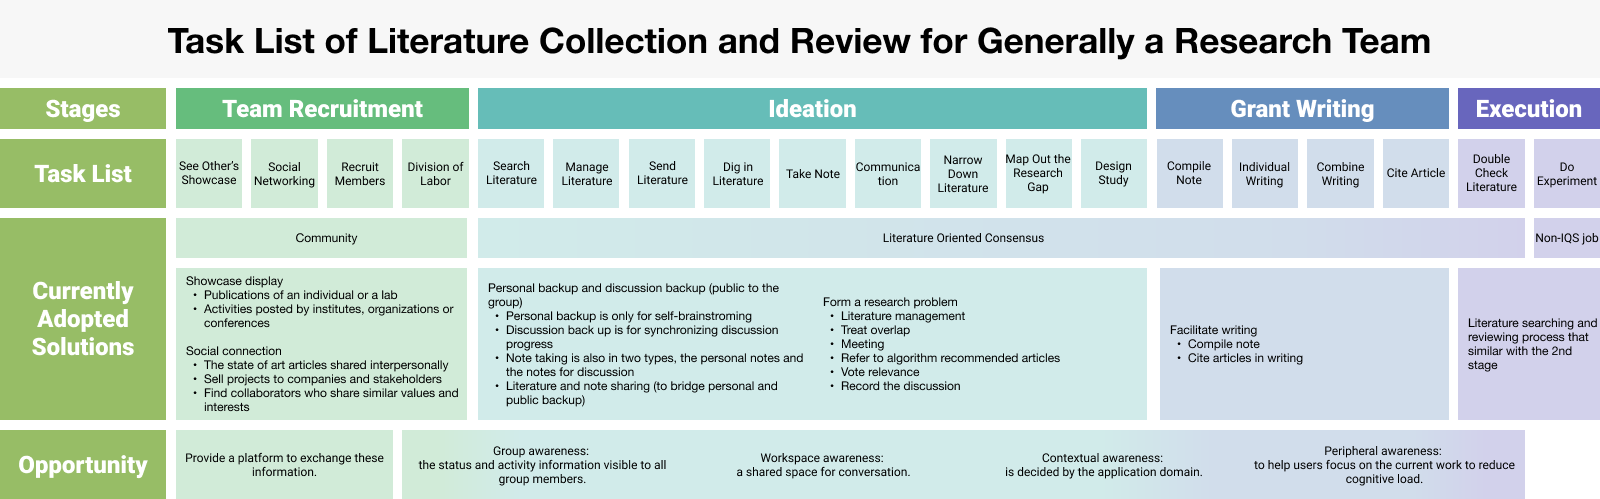 Task List of Literature Collection and Review for Generally a Research Team
Stages
Team Recruitment
Ideation
Grant Writing
Execution
Task List
See Other's
Showcase
Social
Networking
Recruit
Members
Division of
Labor
Search
Literature
Manage
Literature
Send
Literature
Dig in
Literature
Take Note
Communica
tion
Narrow
Down
Literature
Map Out the
Research
Gap
Design
Study
Compile
Note
Individual
Writing
Combine
Writing
Cite Article
Double
Check
Literature
Do
Experiment
Currently
Adopted
Solutions
Community
Literature Oriented Consensus
Non-IQS job
Showcase display
• Publications of an individual or a lab
• Activities posted by institutes, organizations or
conferences
Social connection
• The state of art articles shared interpersonally
• Sell projects to companies and stakeholders
• Find collaborators who share similar values and
interests
Personal backup and discussion backup (public to the
group)
• Personal backup is only for self-brainstroming
• Discussion back up is for synchronizing discussion
progress
• Note taking is also in two types, the personal notes and
the notes for discussion
• Literature and note sharing (to bridge personal and
public backup)
Form a research problem
• Literature management
• Treat overlap
• Meeting
• Refer to algorithm recommended articles
• Vote relevance
• Record the discussion
Facilitate writing
• Compile note
• Cite articles in writing
Literature searching and
reviewing process that
similar with the 2nd
stage
Opportunity
Provide a platform to exchange these
information.
Group awareness:
the status and activity information visible to all
group members.
Workspace awareness:
a shared space for conversation.
Contextual awareness:
is decided by the application domain.
Peripheral awareness:
to help users focus on the current work to reduce
cognitive load.